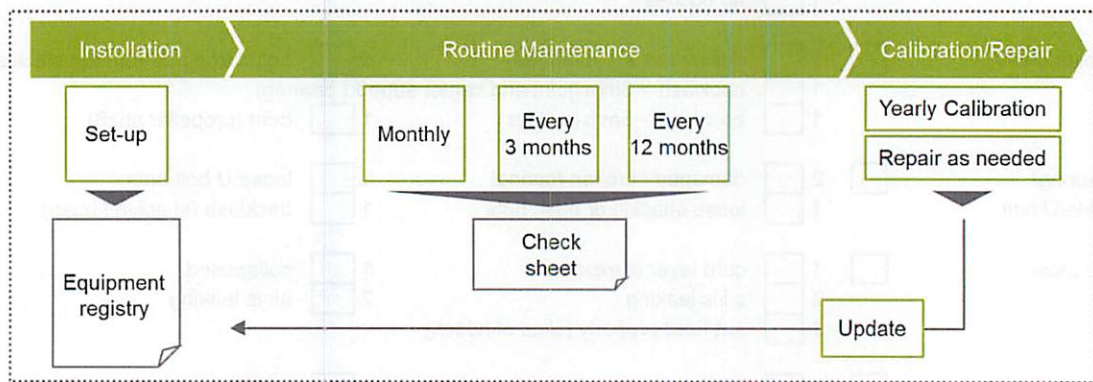 Instollation
Routine Maintenance
Calibration/Repair
Set-up
Monthly
Every
3 months
Every
12 months
Yearly Calibration
Repair as needed
Equipment
registry
Check
sheet
Update